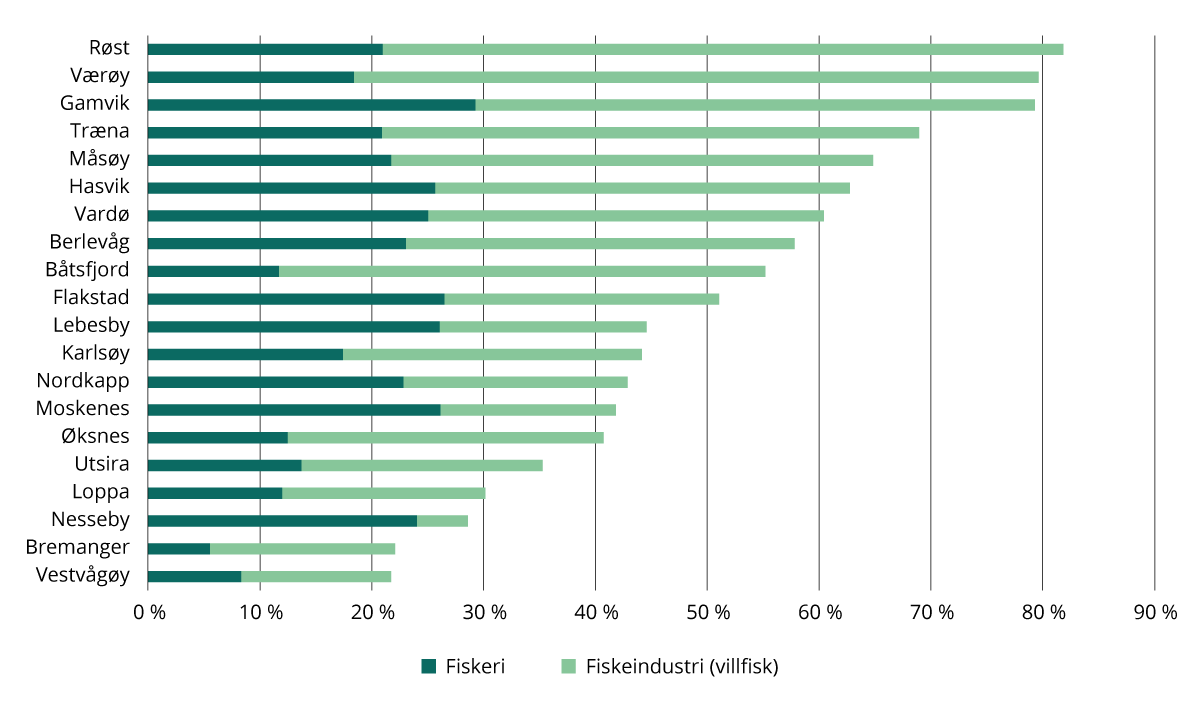 Røst
Værøy
Gamvik
Træna
Måsøy
Hasvik
Vardø
Berlevåg
Båtsfjord
Flakstad
Lebesby
Karlsøy
Nordkapp
Moskenes
Øksnes
Utsira
Loppa
Nesseby
Bremanger
Vestvågøy
0 % 10 % 20 % 30 % 40 % 50 % 60 % 70 % 80 % 90 %
Fiskeri Fiskeindustri (villfisk)